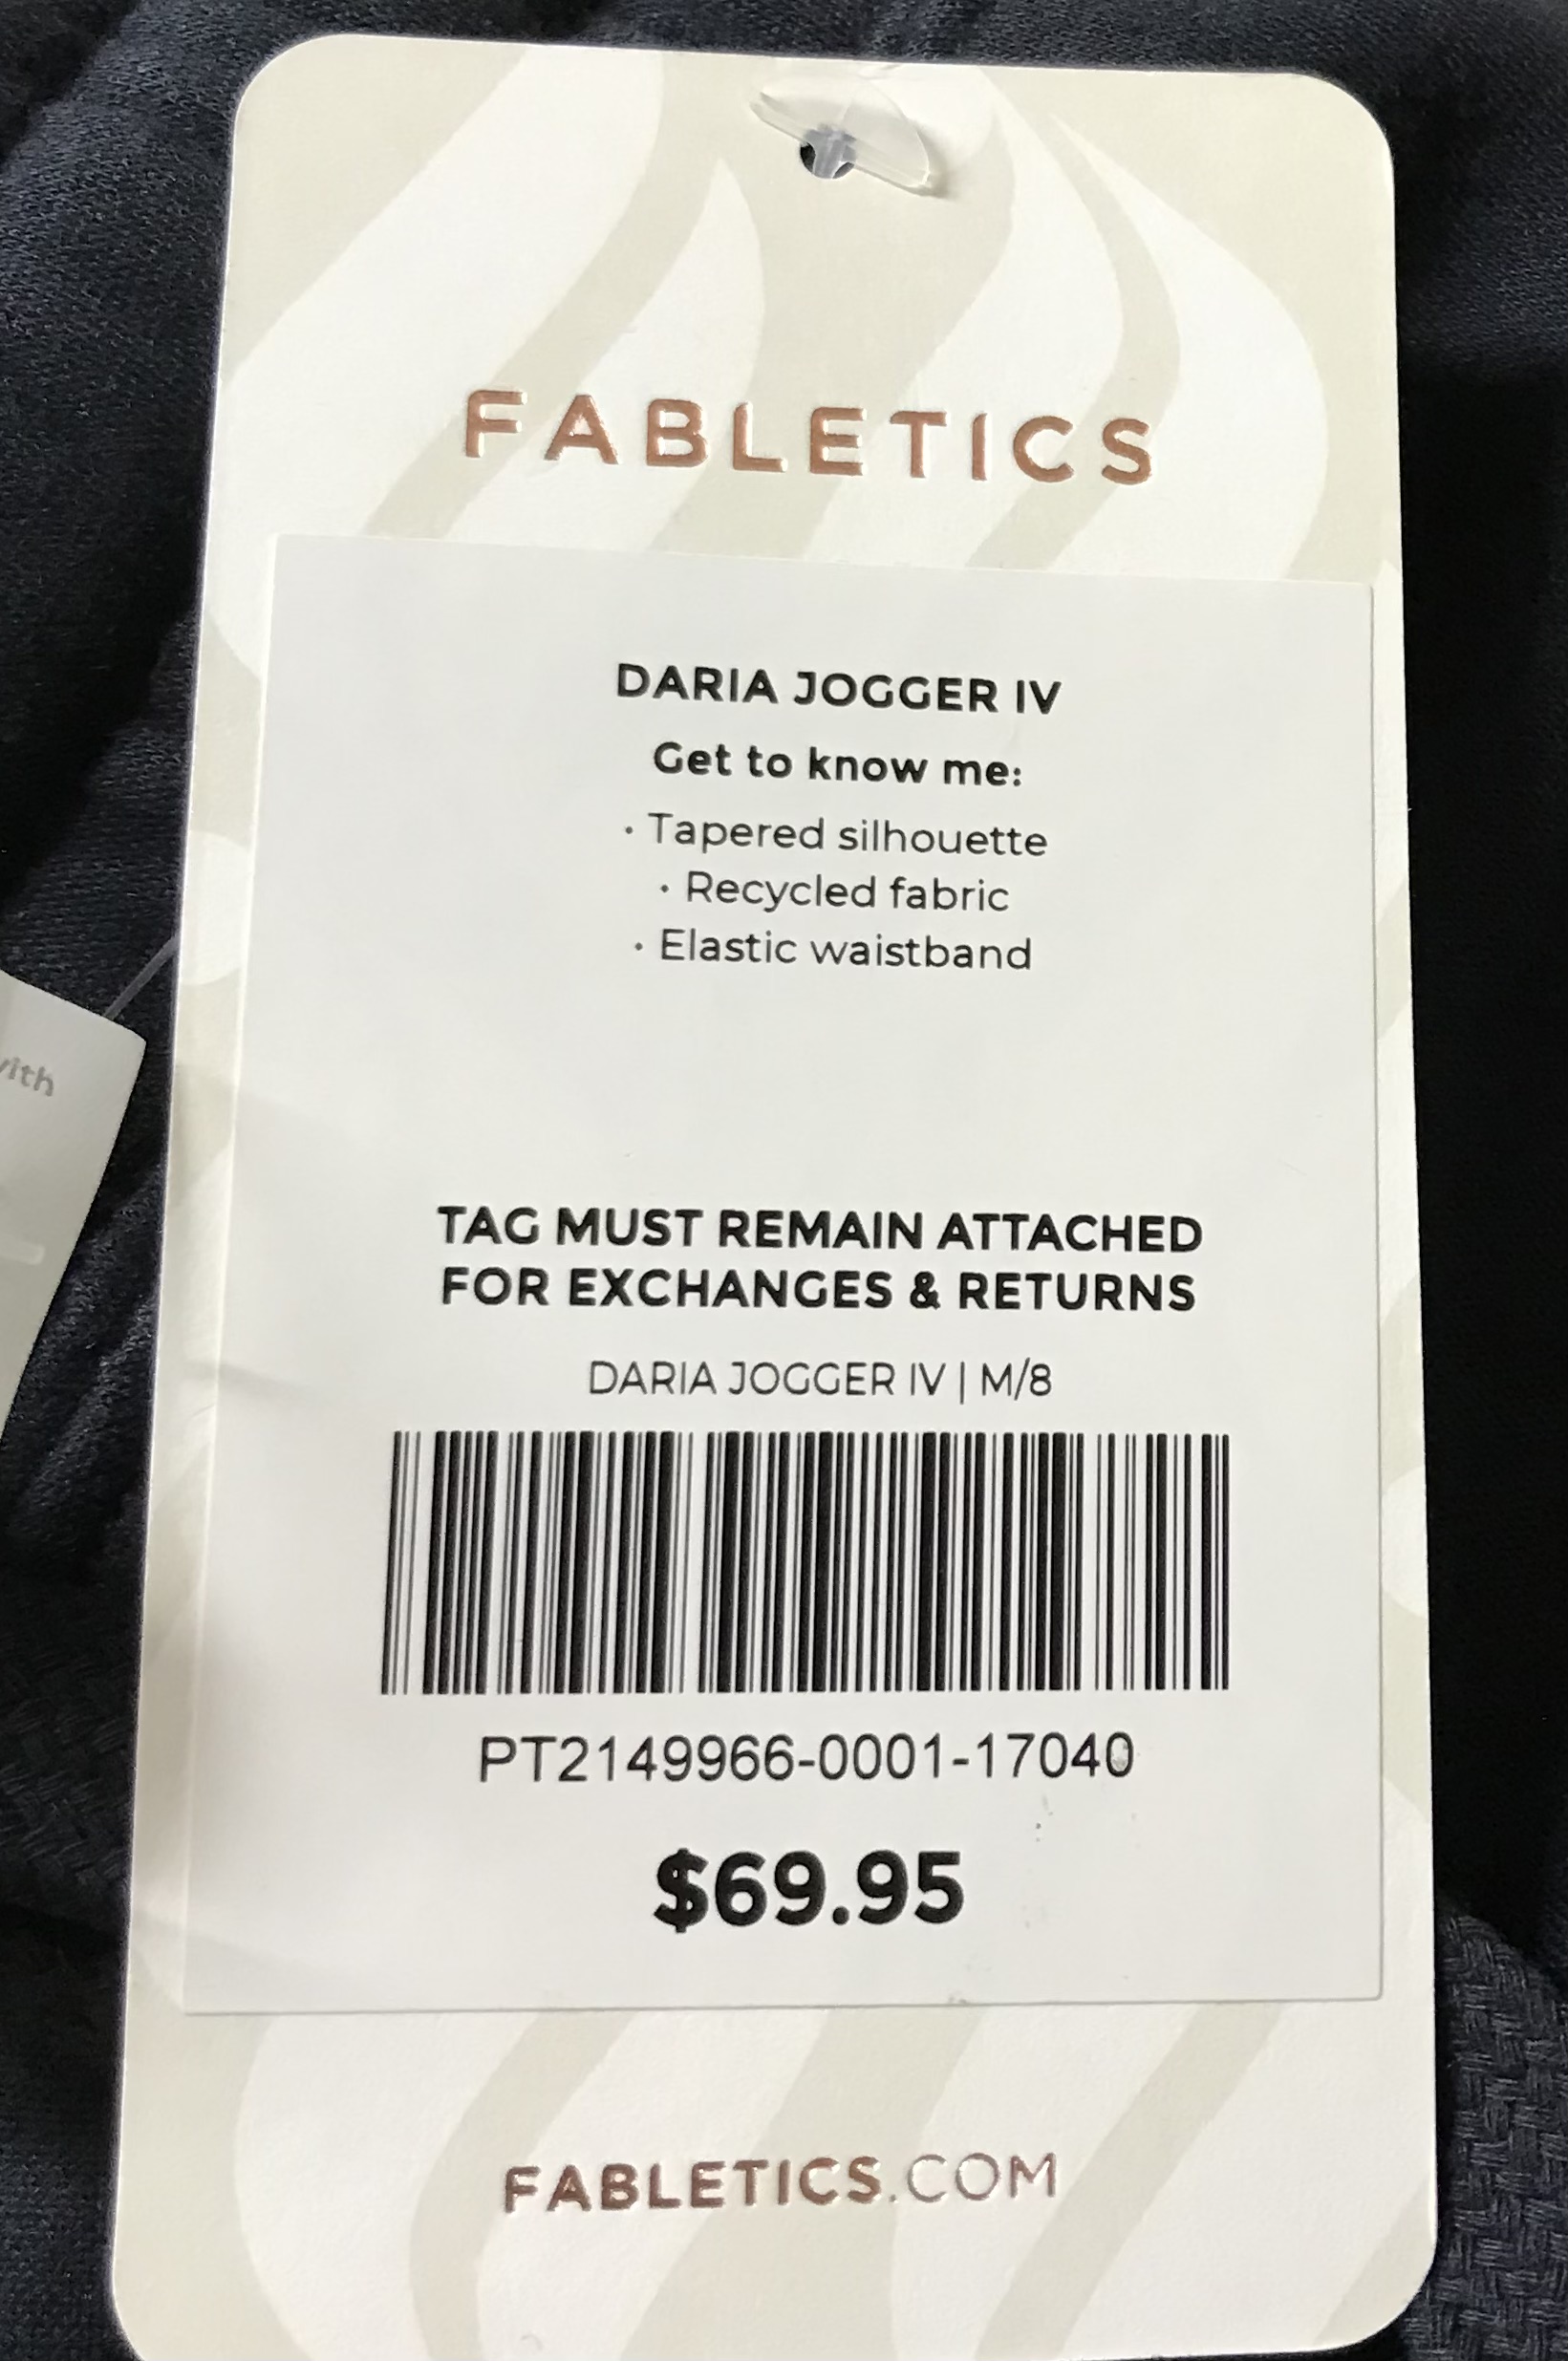 FABLETICS
DARIA JOGGER IV
Get to know me:
• Tapered silhouette
• Recycled fabric
• Elastic waistband
with
TAG MUST REMAIN ATTACHED
FOR EXCHANGES & RETURNS
DARIA JOGGER IV | M/8
PT2149966-0001-17040
$69.95
FABLETICS.COM